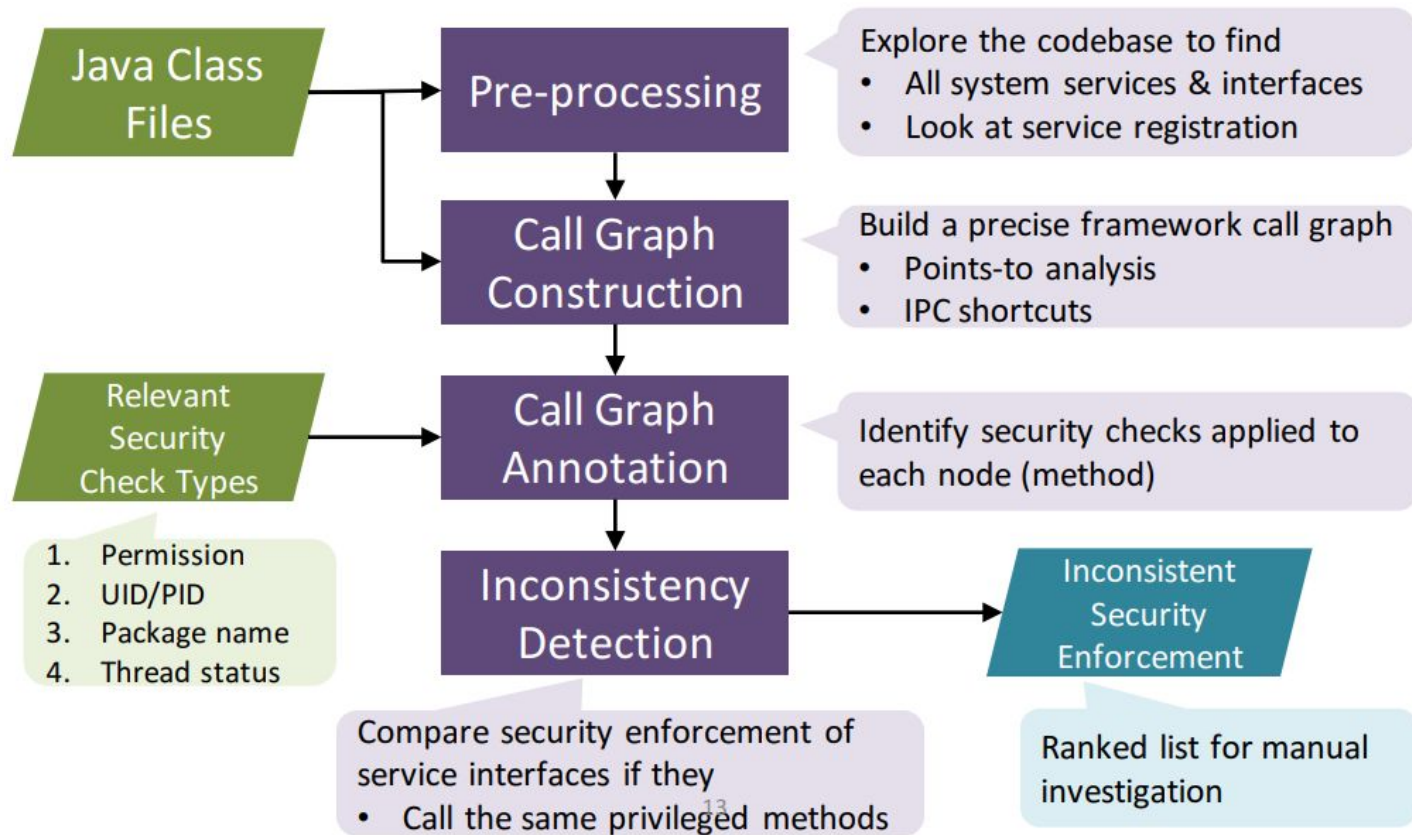 Java Class
Files
Pre-processing
Explore the codebase to find
• All system services & interfaces
• Look at service registration
Call Graph
Construction
Build a precise framework call graph
• Points-to analysis
• IPC shortcuts
Relevant
Security
Check Types
Call Graph
Annotation
Identify security checks applied to
each node (method)
1. Permission
2. UID/PID
3. Package name
4. Thread status
Inconsistency
Detection
Inconsistent
Security
Enforcement
Compare security enforcement of
service interfaces if they
• Call the same privileged methods
13
Ranked list for manual
investigation